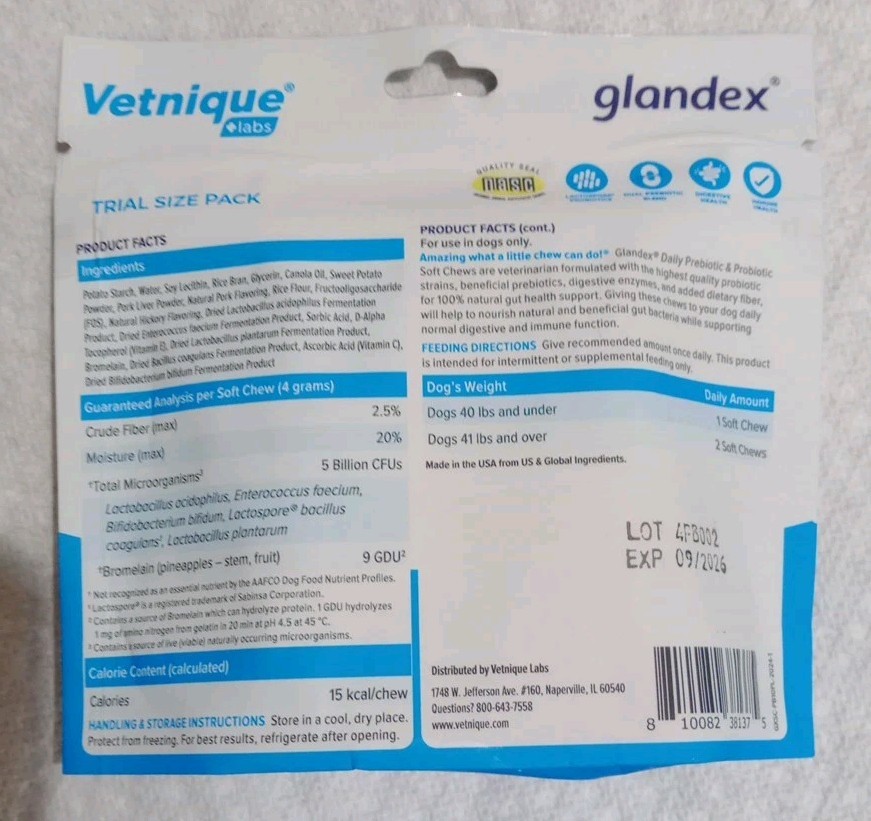 Vetnique®
labs
glandex®
QUALITY SEAL
nasc
DIGESTIVE
HEALTH
IMMUNE
HEALTH
TRIAL SIZE PACK
PRODUCT FACTS
Ingredients
Potato Starch, Water, Soy Lecithin, Rice Bran, Glycerin, Canola Oil, Sweet Potato
Powder, Pork Liver Powder, Natural Pork Flavoring, Rice Flour, Fructooligosaccharide
(FOS), Natural Hickory Flavoring, Dried Lactobacillus acidophilus Fermentation
Product, Dried Enterococcus faecium Fermentation Product, Sorbic Acid, D-Alpha
Tocopherol (Vitamin E), Dried Lactobacillus plantarum Fermentation Product,
Bromelain, Dried Bacillus coagulans Fermentation Product, Ascorbic Acid (Vitamin C),
Dried Bifidobacterium bifidum Fermentation Product
Guaranteed Analysis per Soft Chew (4 grams)
Crude Fiber (max) 2.5%
Moisture (max) 20%
†Total Microorganisms³ 5 Billion CFUs
Lactobacillus acidophilus, Enterococcus faecium,
Bifidobacterium bifidum, Lactospore® bacillus
coagulans¹, Lactobacillus plantarum
†Bromelain (pineapples – stem, fruit) 9 GDU²
† Not recognized as an essential nutrient by the AAFCO Dog Food Nutrient Profiles.
¹ Lactospore® is a registered trademark of Sabinsa Corporation.
² Contains a source of Bromelain which can hydrolyze protein. 1 GDU hydrolyzes
1 mg of amino nitrogen from gelatin in 20 min at pH 4.5 at 45 °C.
³ Contains a source of live (viable) naturally occurring microorganisms.
Calorie Content (calculated)
Calories 15 kcal/chew
HANDLING & STORAGE INSTRUCTIONS Store in a cool, dry place.
Protect from freezing. For best results, refrigerate after opening.
PRODUCT FACTS (cont.)
For use in dogs only.
Amazing what a little chew can do!® Glandex® Daily Prebiotic & Probiotic
Soft Chews are veterinarian formulated with the highest quality probiotic
strains, beneficial prebiotics, digestive enzymes, and added dietary fiber,
for 100% natural gut health support. Giving these chews to your dog daily
will help to nourish natural and beneficial gut bacteria while supporting
normal digestive and immune function.
FEEDING DIRECTIONS Give recommended amount once daily. This product
is intended for intermittent or supplemental feeding only.
Dog's Weight Daily Amount
Dogs 40 lbs and under 1 Soft Chew
Dogs 41 lbs and over 2 Soft Chews
Made in the USA from US & Global Ingredients.
LOT 4F8002
EXP 09/2026
Distributed by Vetnique Labs
1748 W. Jefferson Ave. #160, Naperville, IL 60540
Questions? 800-643-7558
www.vetnique.com
8 10082 38137 5